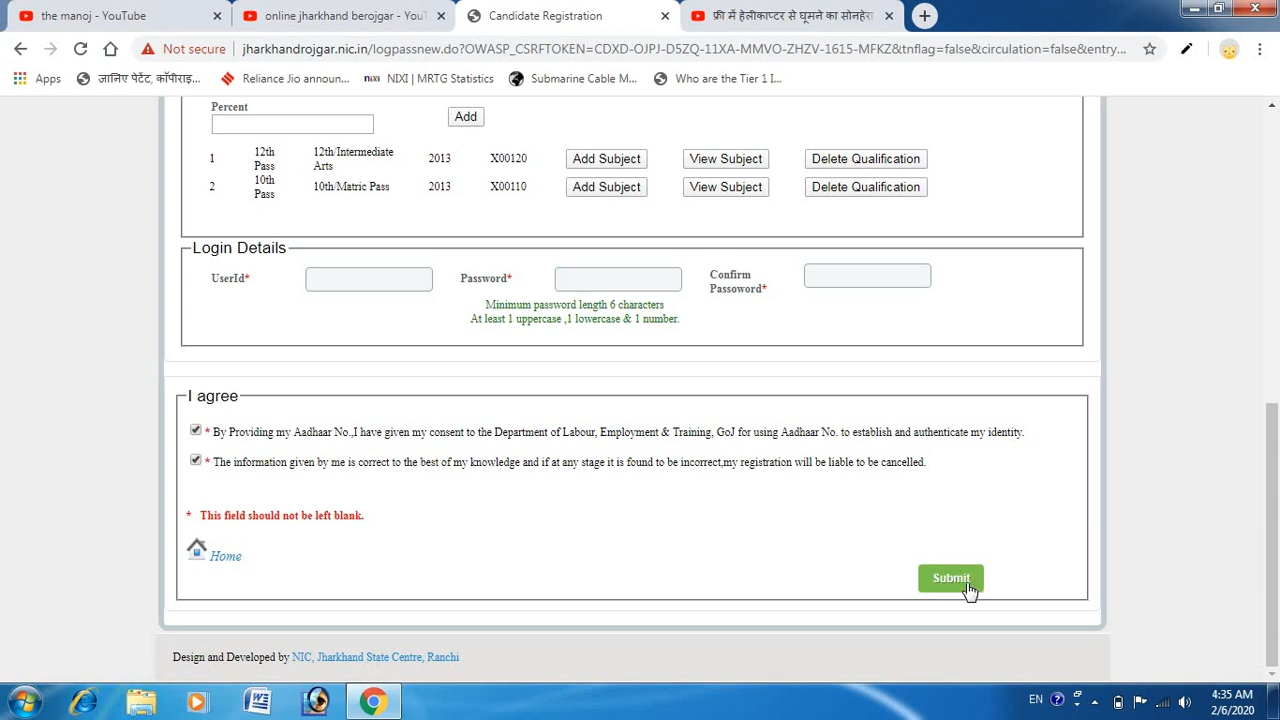 the manoj - YouTube
online jharkhand berojgar - YouT
Candidate Registration
फ्री में हेलीकाप्टर से घूमने का सोनहेरा
Not secure
jharkhandrojgar.nic.in/logpassnew.do?OWASP_CSRFTOKEN=CDXD-OJPJ-D5ZQ-11XA-MMVO-ZHZV-1615-MFKZ&tnflag=false&circulation=false&entry...
Apps
जानिए पेटेंट, कॉपीराइ...
Reliance Jio announ...
NIXI | MRTG Statistics
Submarine Cable M...
Who are the Tier 1 I...
Percent
Add
1 12th Pass 12th/Intermediate Arts 2013 X00120 Add Subject View Subject Delete Qualification
2 10th Pass 10th/Matric Pass 2013 X00110 Add Subject View Subject Delete Qualification
Login Details
UserId* Password* Confirm Passoword*
Minimum password length 6 characters
At least 1 uppercase ,1 lowercase & 1 number.
I agree
* By Providing my Aadhaar No.,I have given my consent to the Department of Labour, Employment & Training, GoJ for using Aadhaar No. to establish and authenticate my identity.
* The information given by me is correct to the best of my knowledge and if at any stage it is found to be incorrect,my registration will be liable to be cancelled.
* This field should not be left blank.
Home
Submit
Design and Developed by NIC, Jharkhand State Centre, Ranchi
EN
4:35 AM
2/6/2020